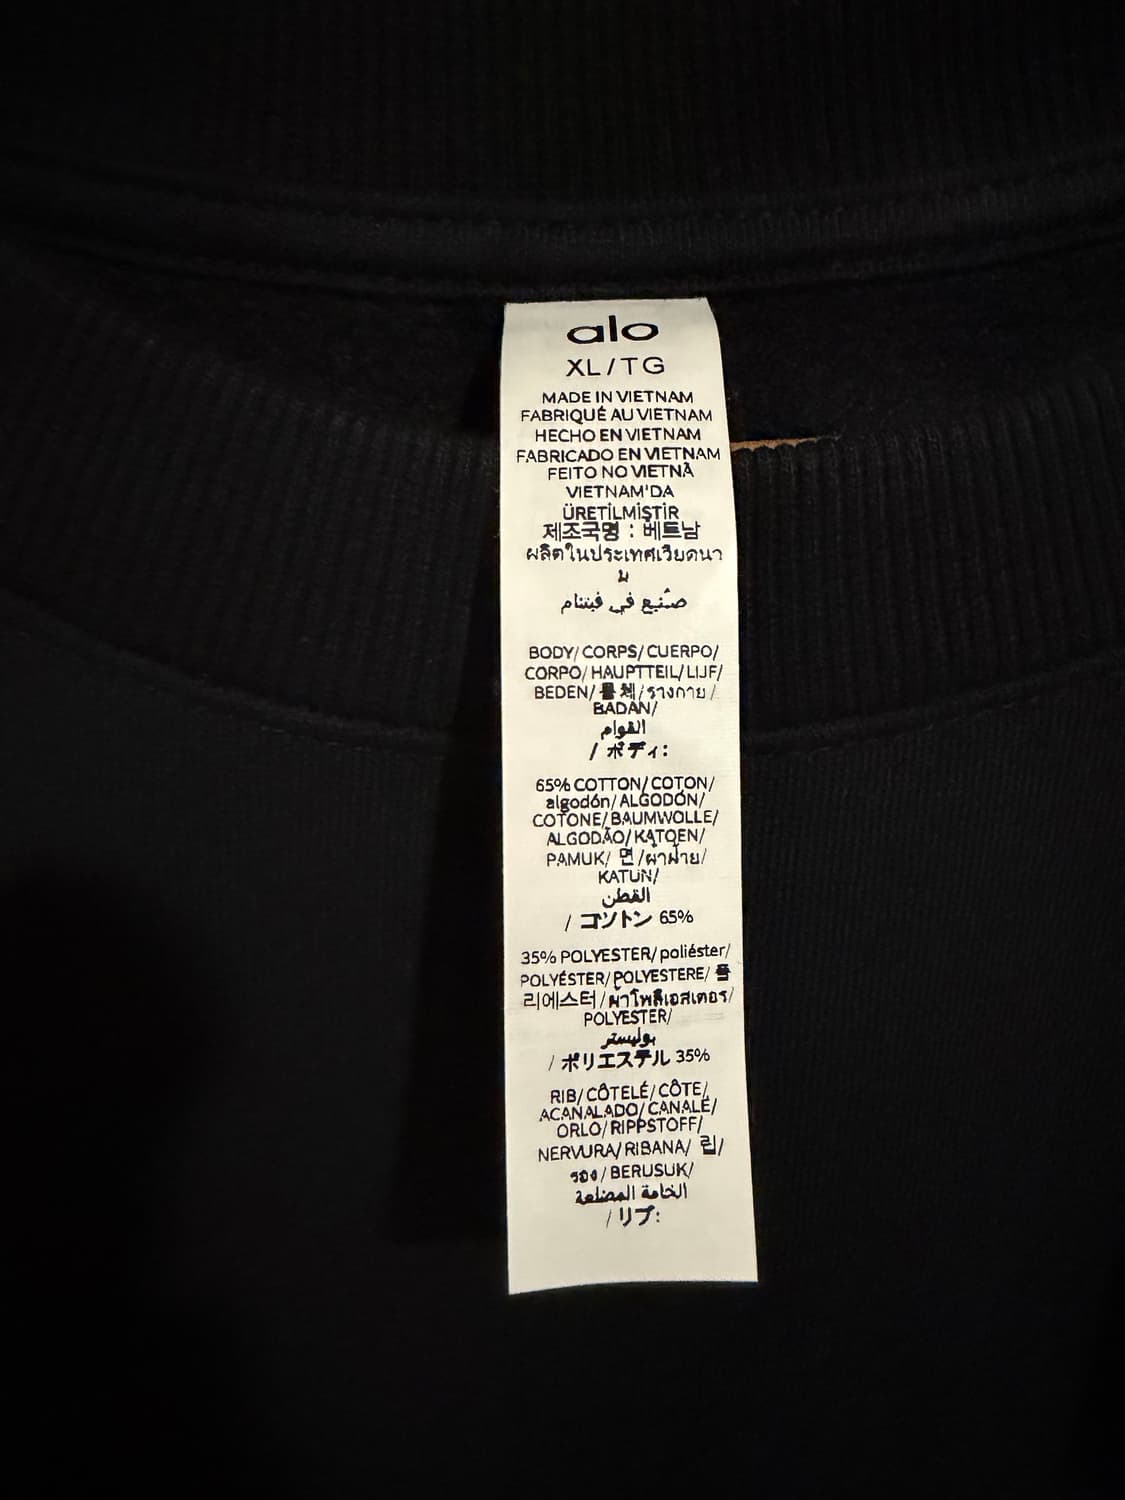 alo
XL/TG
MADE IN VIETNAM
FABRIQUÉ AU VIETNAM
HECHO EN VIETNAM
FABRICADO EN VIETNAM
FEITO NO VIETNÃ
VIETNAM'DA
ÜRETİLMİŞTİR
제조국명 : 베트남
ผลิตในประเทศเวียดนา
ม
صُنِع في فيتنام
BODY/ CORPS/ CUERPO/
CORPO/ HAUPTTEIL/ LIJF/
BEDEN/ 몸체/ร่างกาย /
BADAN/
القوام
/ ボディ:
65% COTTON/ COTON/
algodón/ ALGODÓN/
COTONE/ BAUMWOLLE/
ALGODÃO/ KATOEN/
PAMUK/ 면 /ผ้าฝ้าย/
KATUN/
القطن
/ コットン 65%
35% POLYESTER/ poliéster/
POLYÉSTER/ POLYESTERE/ 폴
리에스터 /ผ้าโพลีเอสเตอร์/
POLYESTER/
بوليستر
/ ポリエステル 35%
RIB/ CÔTELÉ/ CÔTE/
ACANALADO/ CANALÉ/
ORLO/ RIPPSTOFF/
NERVURA/ RIBANA/ 립/
/ BERUSUK/
الخامة المضلعة
/ リブ: